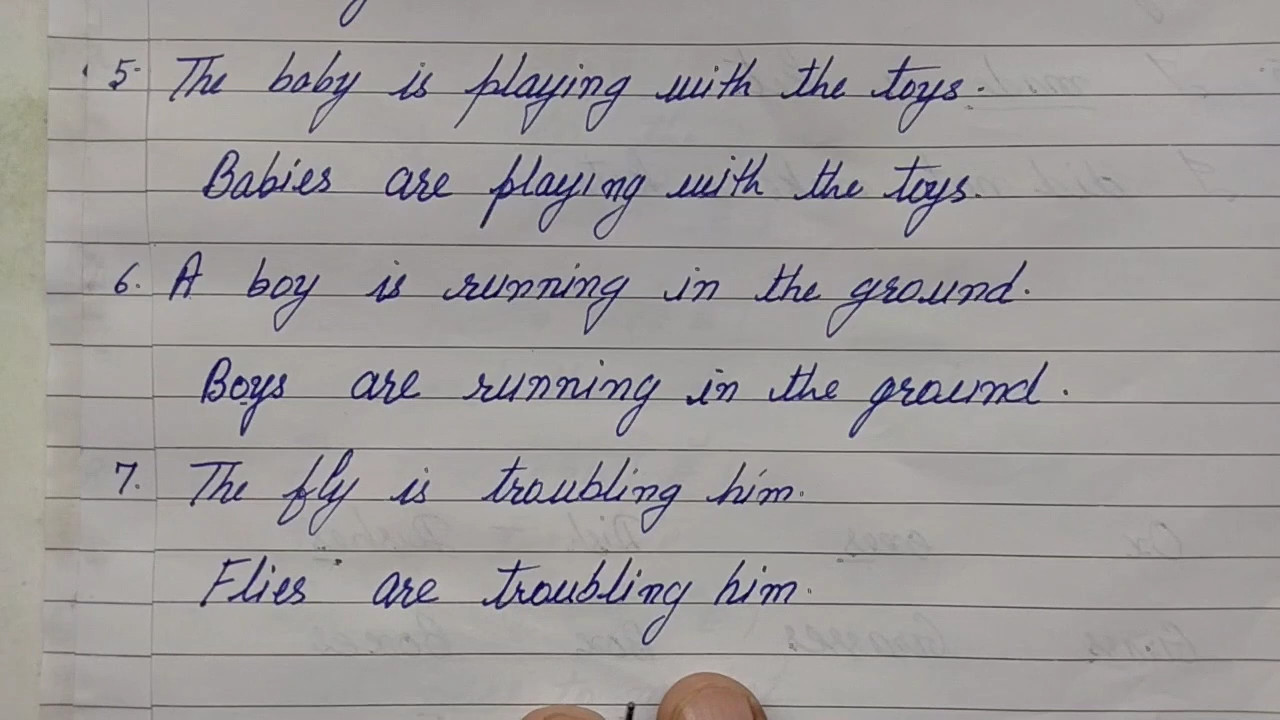 5. The baby is playing with the toys.
Babies are playing with the toys.
6. A boy is running in the ground.
Boys are running in the ground.
7. The fly is troubling him.
Flies are troubling him.